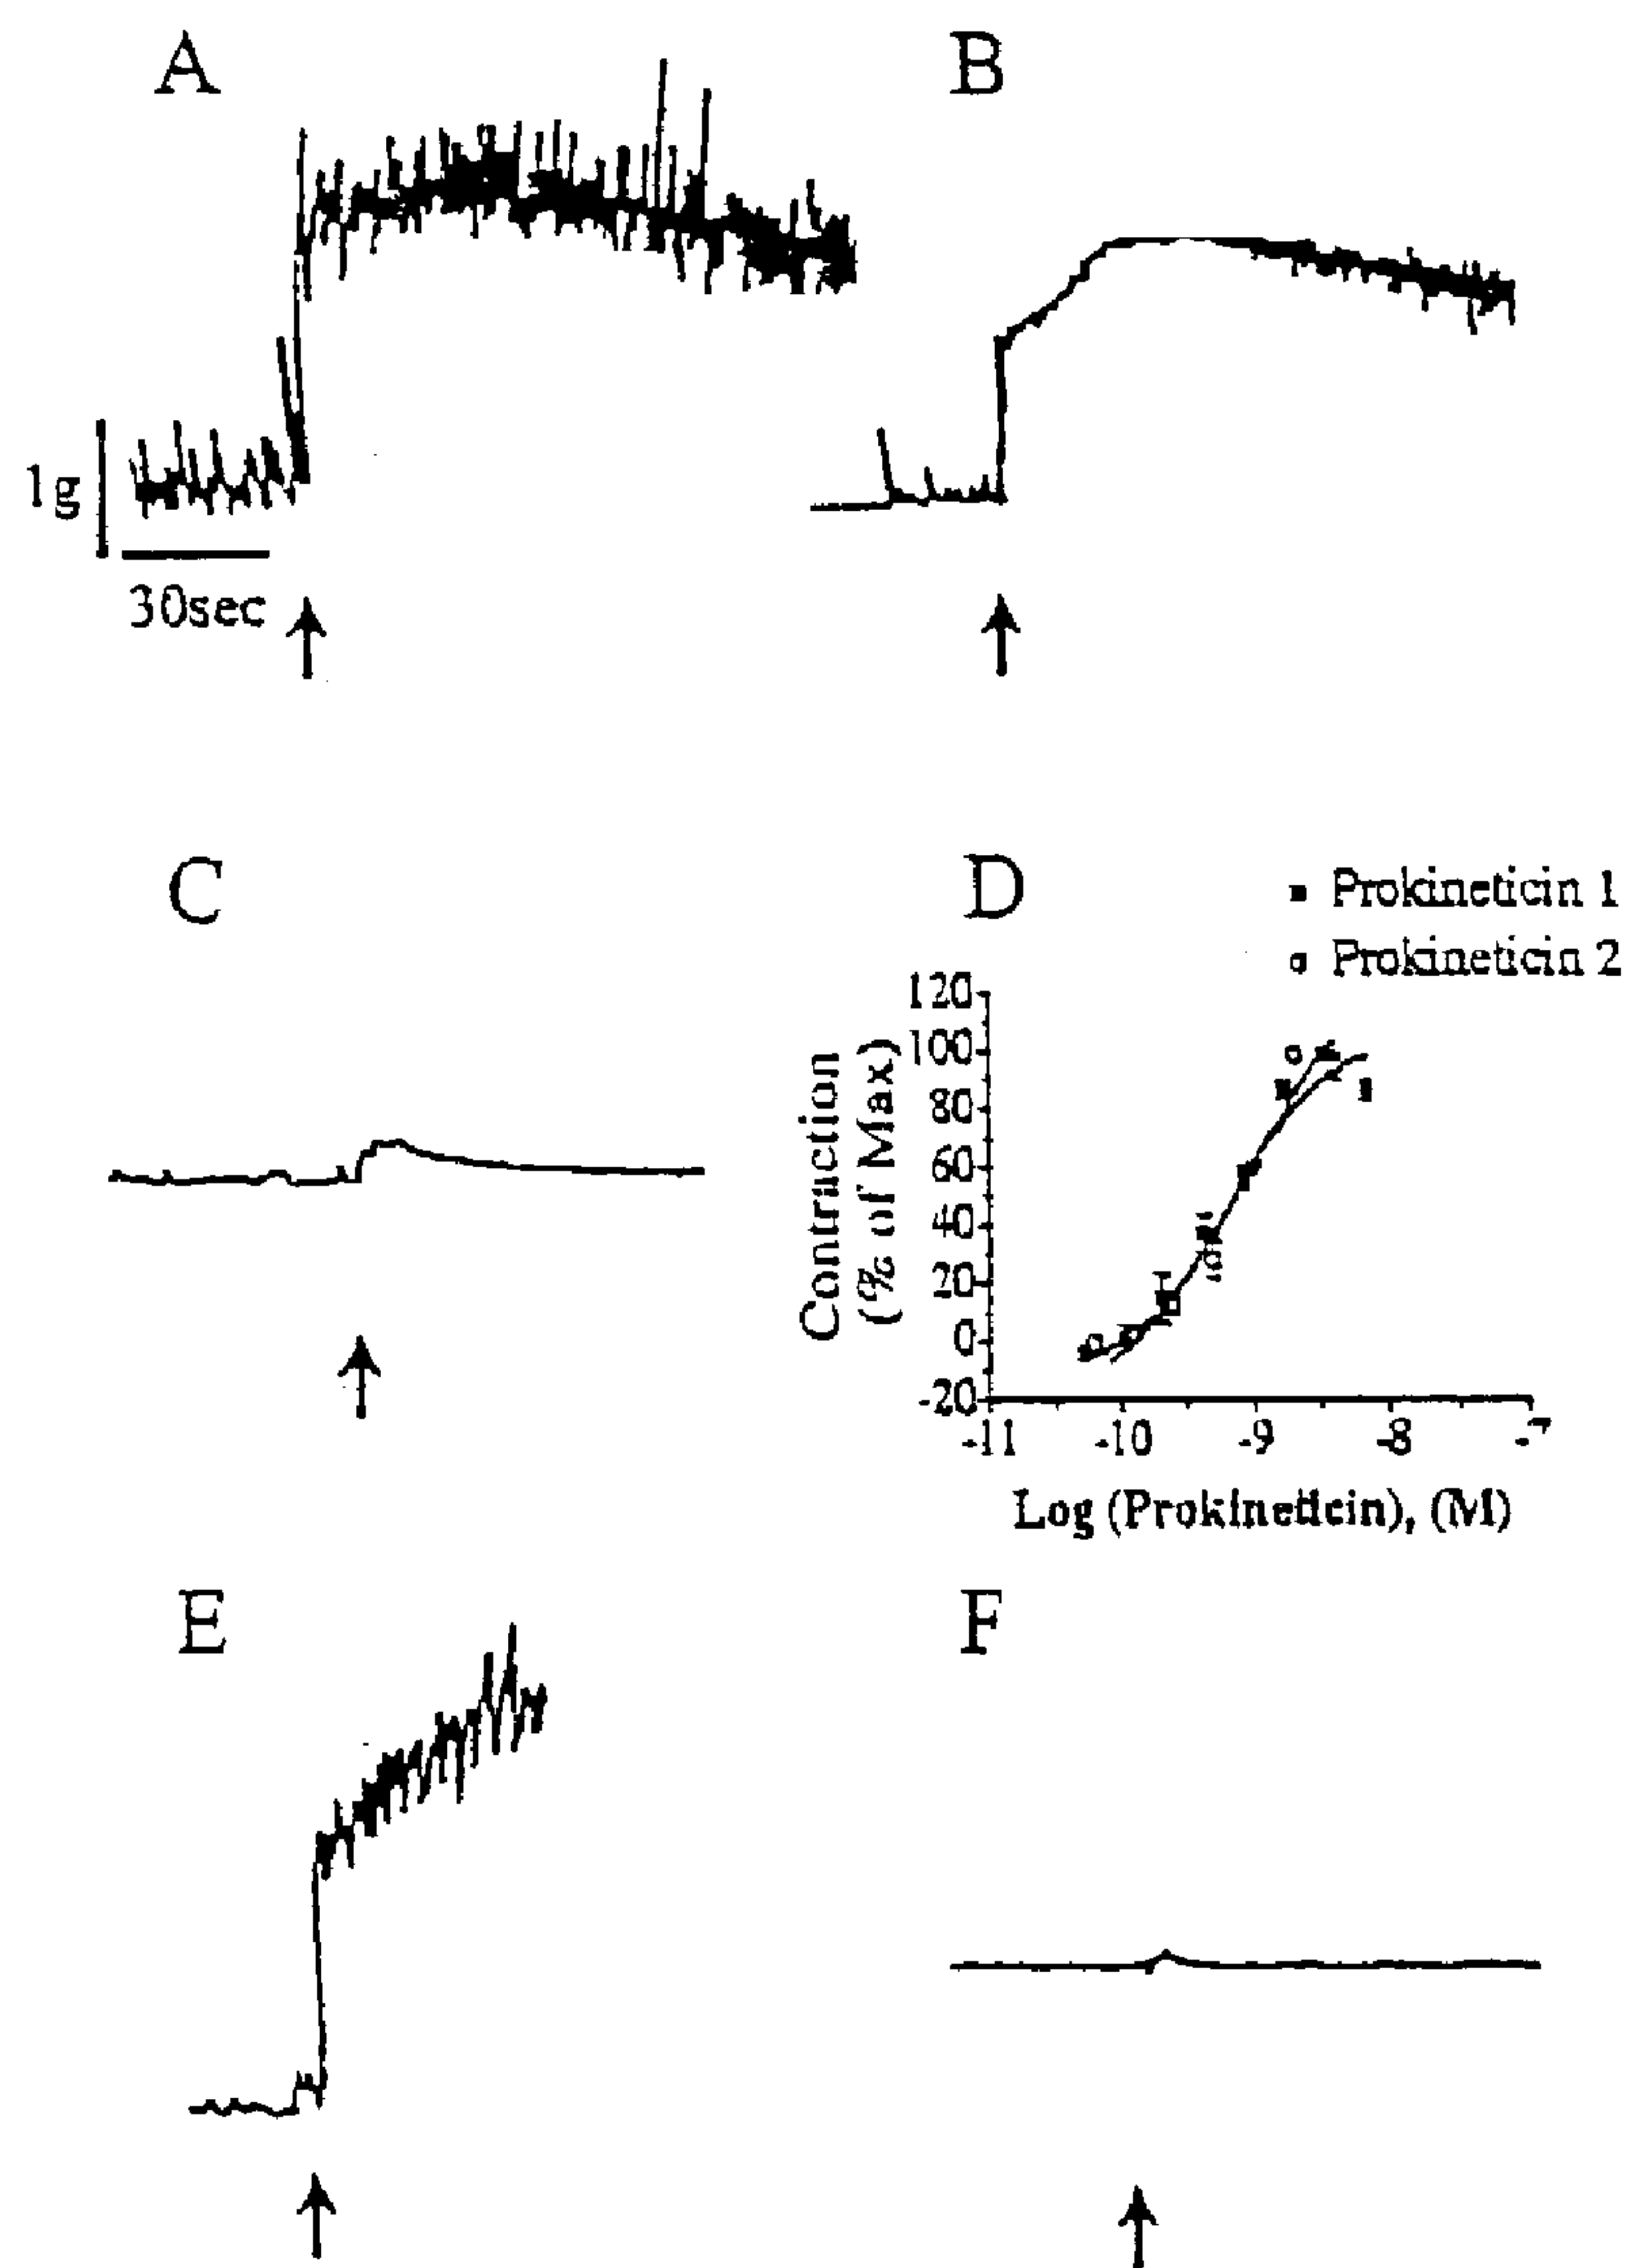 A
B
1g
30sec
C
D
Prokineticin 1
Prokineticin 2
120
100
80
60
40
20
0
-20
-11 -10 -9 -8 -7
Contraction
(% of Max)
Log (Prokineticin), (M)
E
F